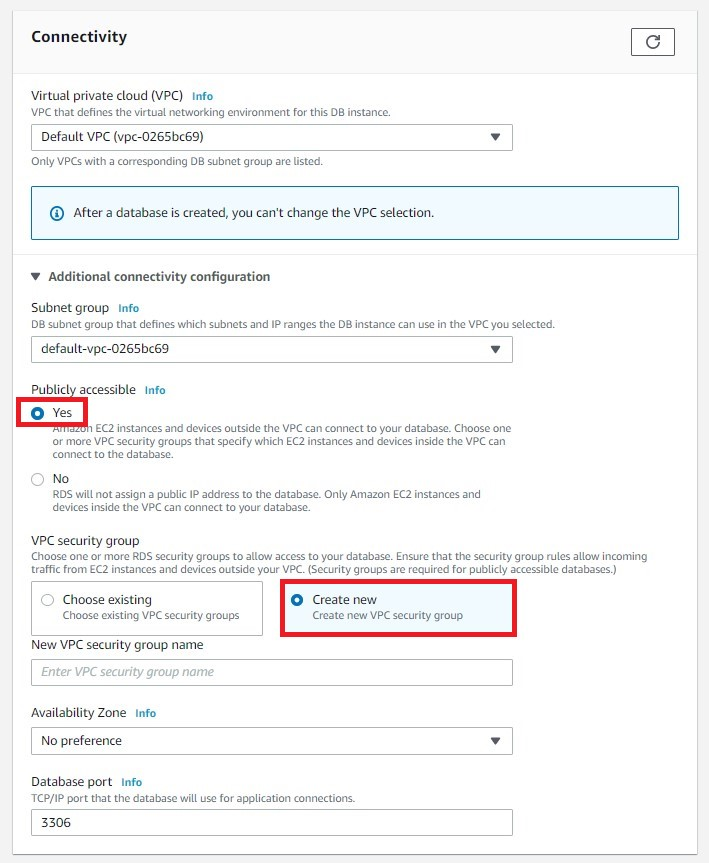 Connectivity
Virtual private cloud (VPC) Info
VPC that defines the virtual networking environment for this DB instance.
Default VPC (vpc-0265bc69)
Only VPCs with a corresponding DB subnet group are listed.
After a database is created, you can't change the VPC selection.
Additional connectivity configuration
Subnet group Info
DB subnet group that defines which subnets and IP ranges the DB instance can use in the VPC you selected.
default-vpc-0265bc69
Publicly accessible Info
Yes
Amazon EC2 instances and devices outside the VPC can connect to your database. Choose one
or more VPC security groups that specify which EC2 instances and devices inside the VPC can
connect to the database.
No
RDS will not assign a public IP address to the database. Only Amazon EC2 instances and
devices inside the VPC can connect to your database.
VPC security group
Choose one or more RDS security groups to allow access to your database. Ensure that the security group rules allow incoming
traffic from EC2 instances and devices outside your VPC. (Security groups are required for publicly accessible databases.)
Choose existing
Choose existing VPC security groups
Create new
Create new VPC security group
New VPC security group name
Enter VPC security group name
Availability Zone Info
No preference
Database port Info
TCP/IP port that the database will use for application connections.
3306